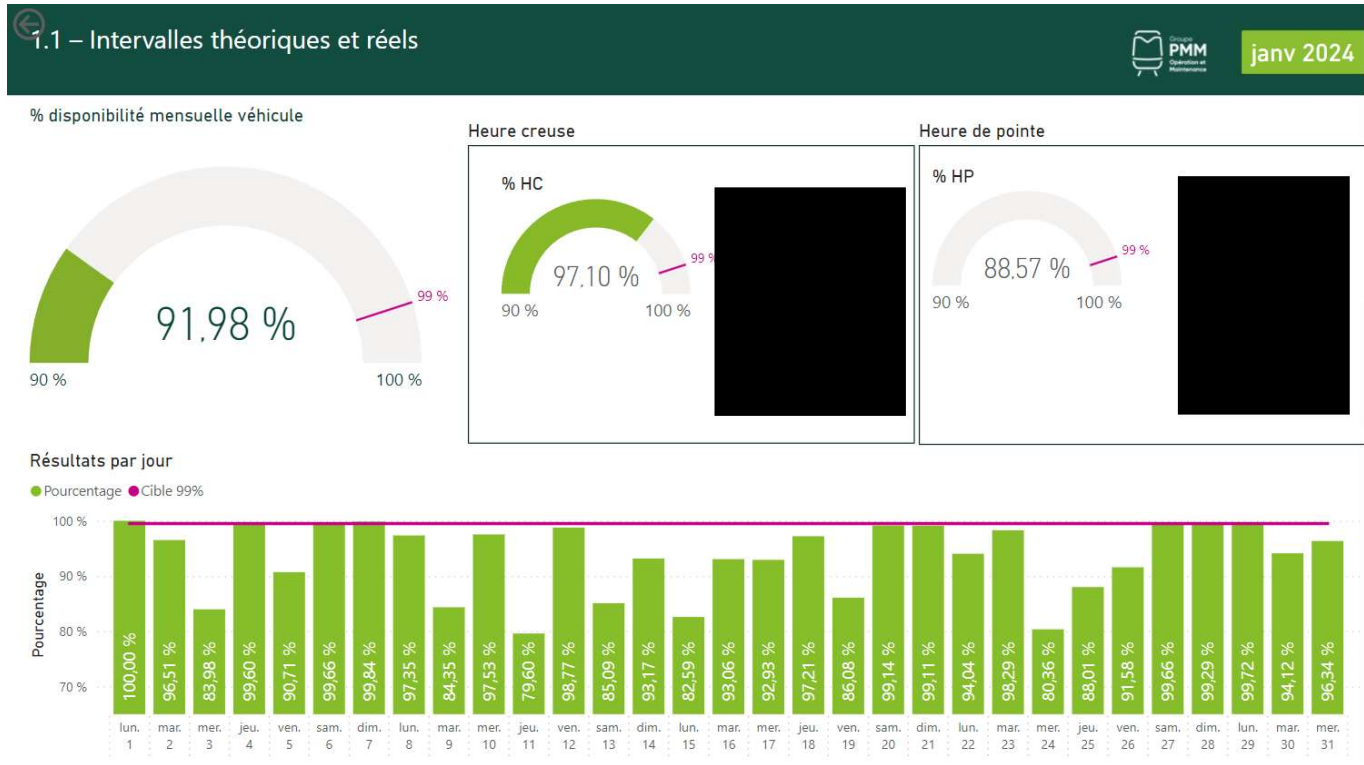 1.1 – Intervalles théoriques et réels
Groupe
PMM
Opération et
Maintenance
janv 2024
% disponibilité mensuelle véhicule
99 %
91,98 %
90 %
100 %
Heure creuse
% HC
99 %
97,10 %
90 %
100 %
Heure de pointe
% HP
99 %
88,57 %
90 %
100 %
Résultats par jour
Pourcentage Cible 99%
Pourcentage
100 %
90 %
80 %
70 %
100,00 % 96,51 % 83,98 % 99,60 % 90,71 % 99,66 % 99,84 % 97,35 % 84,35 % 97,53 % 79,60 % 98,77 % 85,09 % 93,17 % 82,59 % 93,06 % 92,93 % 97,21 % 86,08 % 99,14 % 99,11 % 94,04 % 98,29 % 80,36 % 88,01 % 91,58 % 99,66 % 99,29 % 99,72 % 94,12 % 96,34 %
lun. mar. mer. jeu. ven. sam. dim. lun. mar. mer. jeu. ven. sam. dim. lun. mar. mer. jeu. ven. sam. dim. lun. mar. mer. jeu. ven. sam. dim. lun. mar. mer.
1 2 3 4 5 6 7 8 9 10 11 12 13 14 15 16 17 18 19 20 21 22 23 24 25 26 27 28 29 30 31